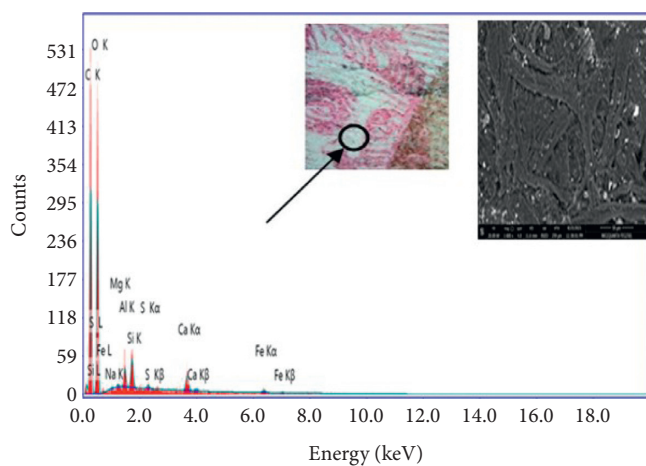 531
472
413
354
295
236
177
118
59
0
Counts
O K
C K
Mg K
Al K S Kα
Si K
Ca Kα
S L
Fe L
Fe Kα
Si L
Na K
S Kβ
Ca Kβ
Fe Kβ
0.0 2.0 4.0 6.0 8.0 10.0 12.0 14.0 16.0 18.0
Energy (keV)